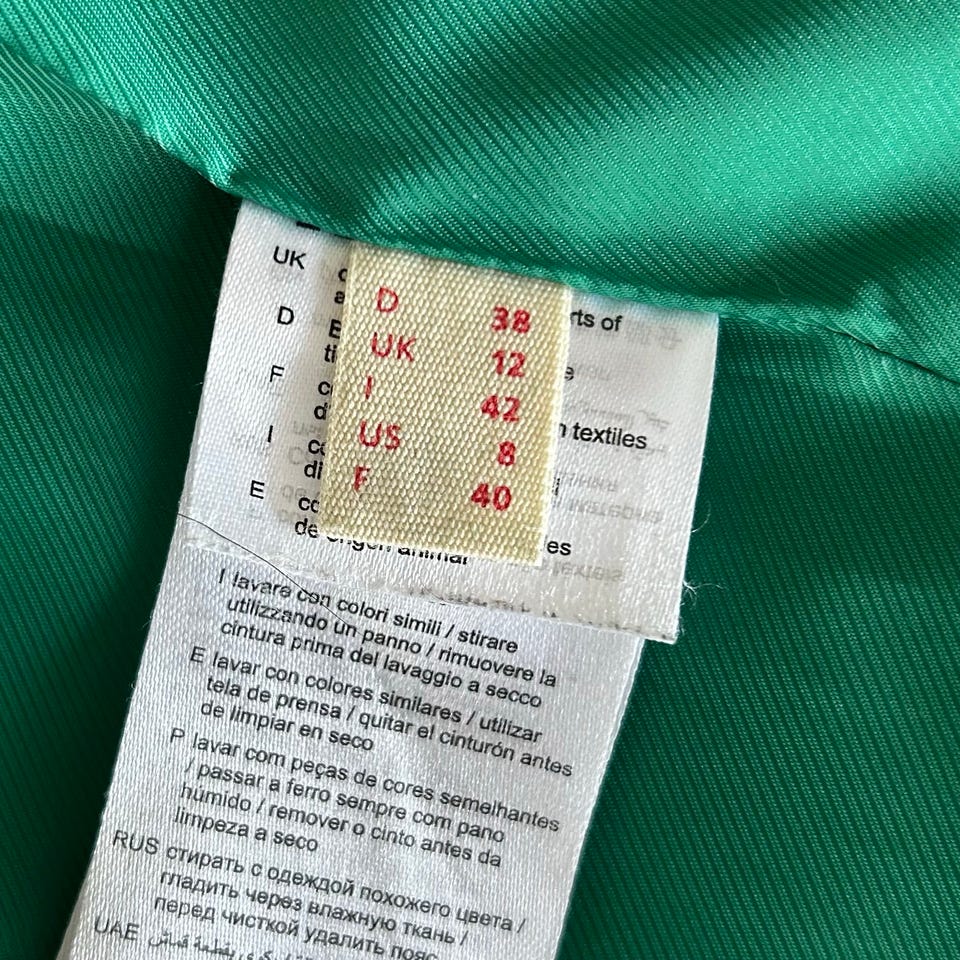 D 38
UK 12
I 42
US 8
F 40
UK rts of
D
F textiles
I
E es
de origen animal
I lavare con colori simili / stirare
utilizzando un panno / rimuovere la
cintura prima del lavaggio a secco
E lavar con colores similares / utilizar
tela de prensa / quitar el cinturón antes
de limpiar en seco
P lavar com peças de cores semelhantes
/ passar a ferro sempre com pano
húmido / remover o cinto antes da
limpeza a seco
RUS стирать с одеждой похожего цвета /
гладить через влажную ткань /
перед чисткой удалить пояс
UAE